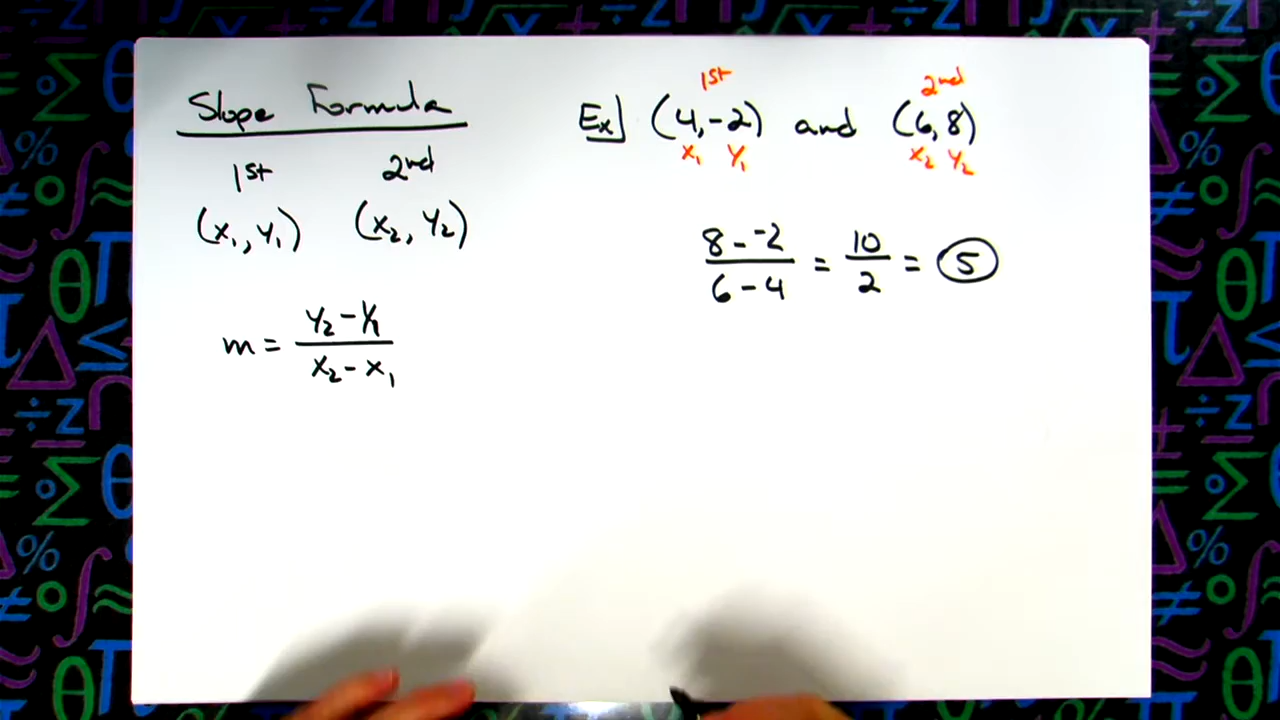 Slope Formula
1st 2nd
(x₁, y₁) (x₂, y₂)
m = y₂ - y₁ / x₂ - x₁
1st 2nd
Ex] (4,-2) and (6,8)
x₁ y₁ x₂ y₂
8 - -2 / 6 - 4 = 10 / 2 = 5